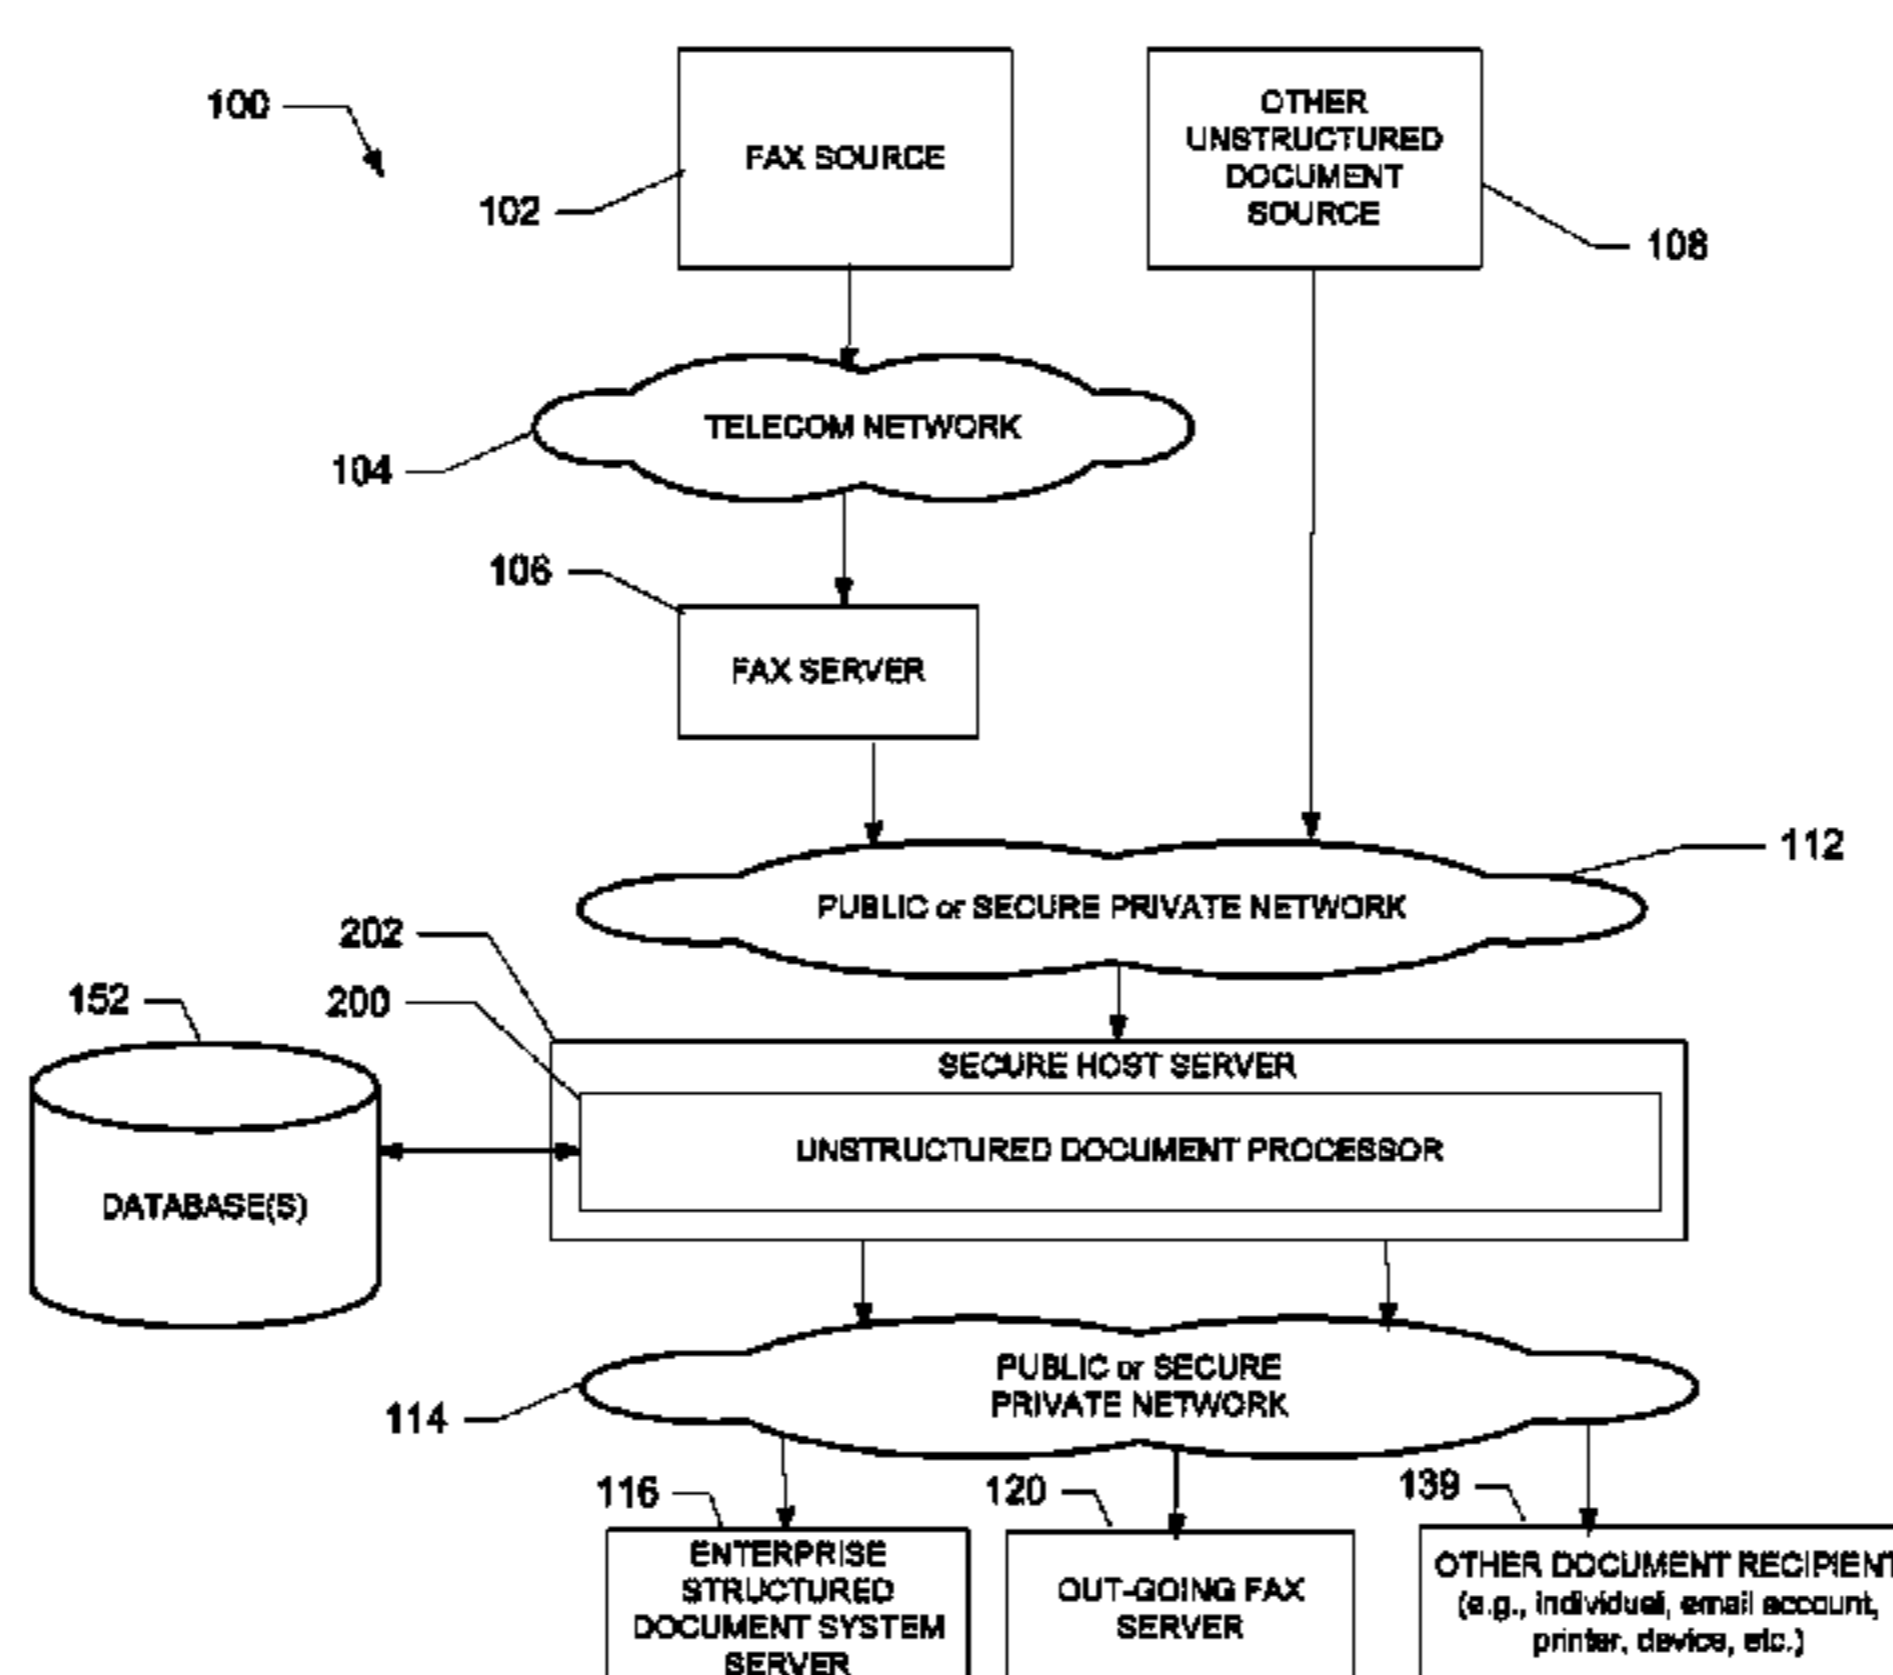 100
FAX SOURCE
102
OTHER
UNSTRUCTURED
DOCUMENT
SOURCE
108
TELECOM NETWORK
104
106
FAX SERVER
112
PUBLIC or SECURE PRIVATE NETWORK
202
152
200
SECURE HOST SERVER
UNSTRUCTURED DOCUMENT PROCESSOR
DATABASE(S)
PUBLIC or SECURE
PRIVATE NETWORK
114
116
120
139
ENTERPRISE
STRUCTURED
DOCUMENT SYSTEM
SERVER
OUT-GOING FAX
SERVER
OTHER DOCUMENT RECIPIENT
(e.g., individual, email account,
printer, device, etc.)